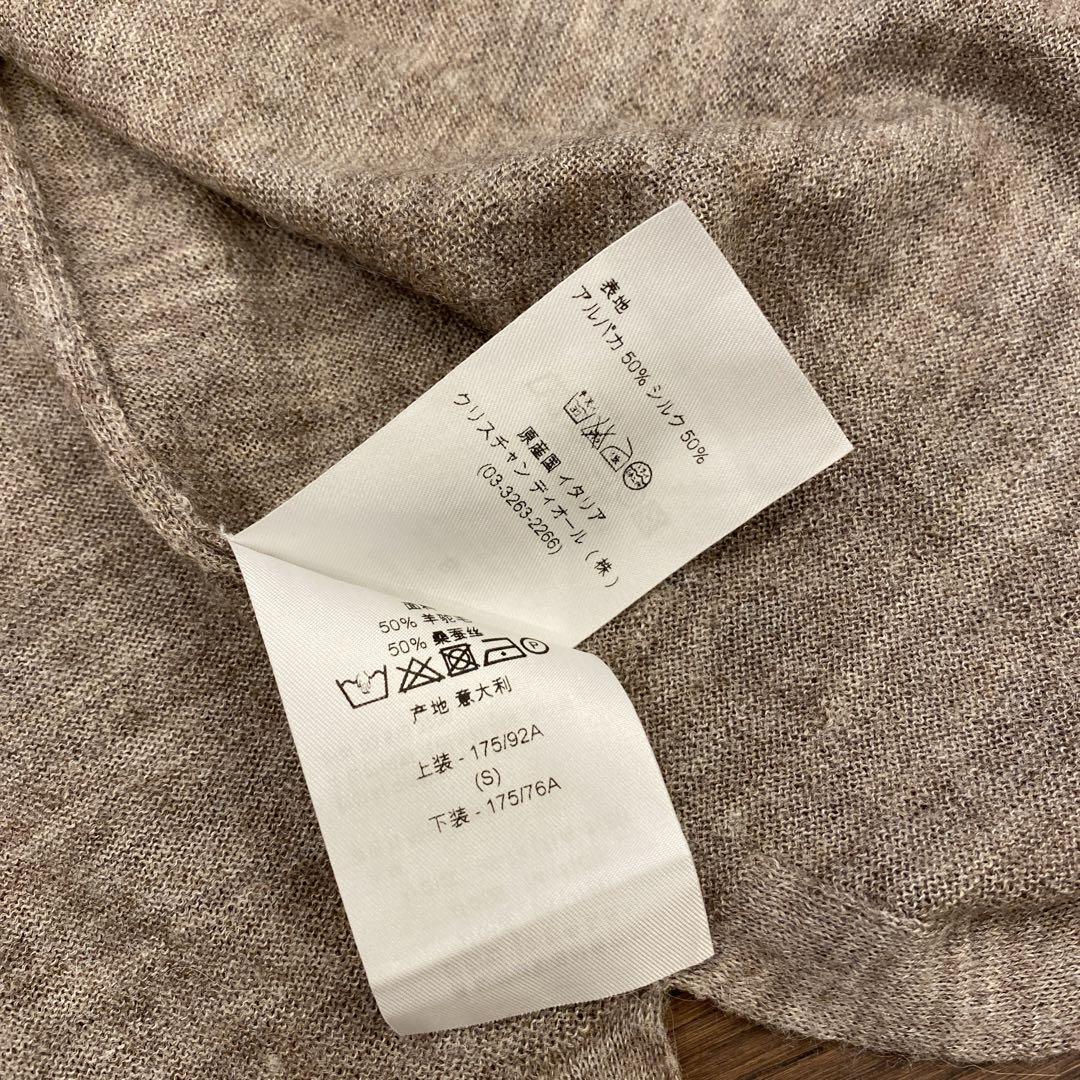 表地
アルパカ 50% シルク 50%
原産国 イタリア
クリスチャン ディオール (株)
(03-3263-2266)
50% 羊驼毛
50% 桑蚕丝
P
产地 意大利
上装 - 175/92A
(S)
下装 - 175/76A